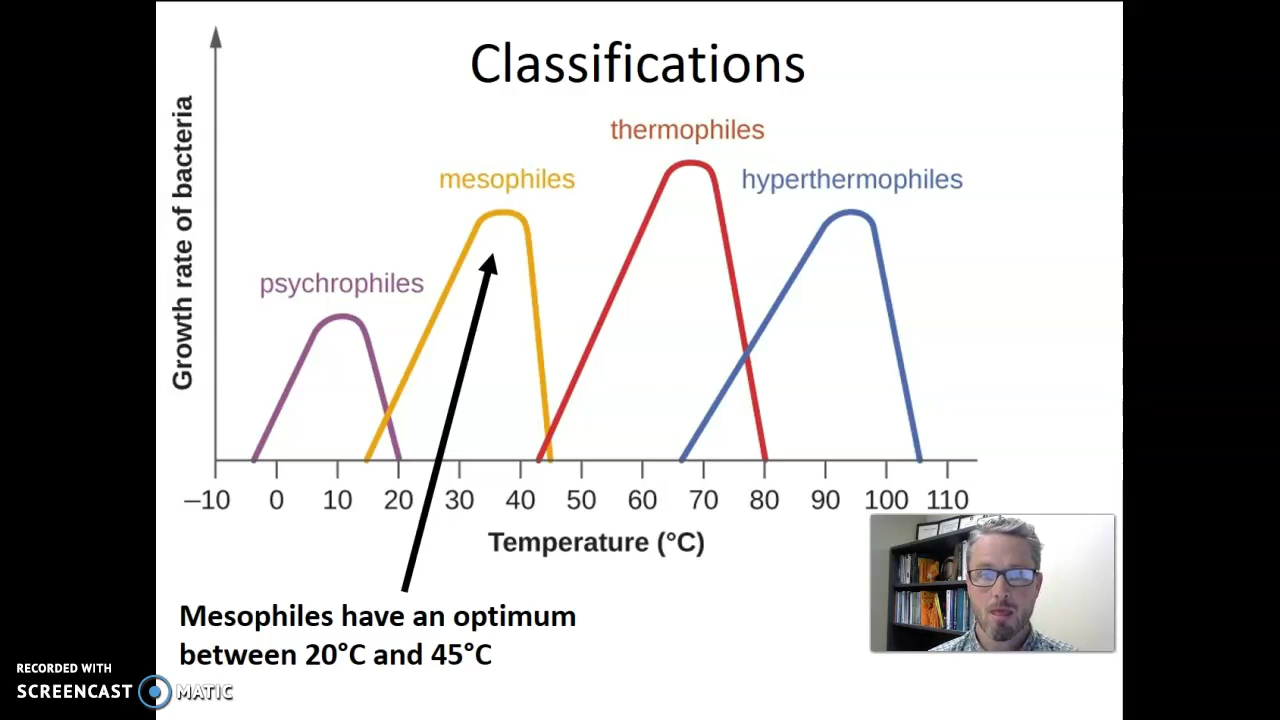 Classifications
thermophiles
mesophiles
hyperthermophiles
psychrophiles
Growth rate of bacteria
–10 0 10 20 30 40 50 60 70 80 90 100 110
Temperature (°C)
Mesophiles have an optimum
between 20°C and 45°C
RECORDED WITH
SCREENCAST MATIC